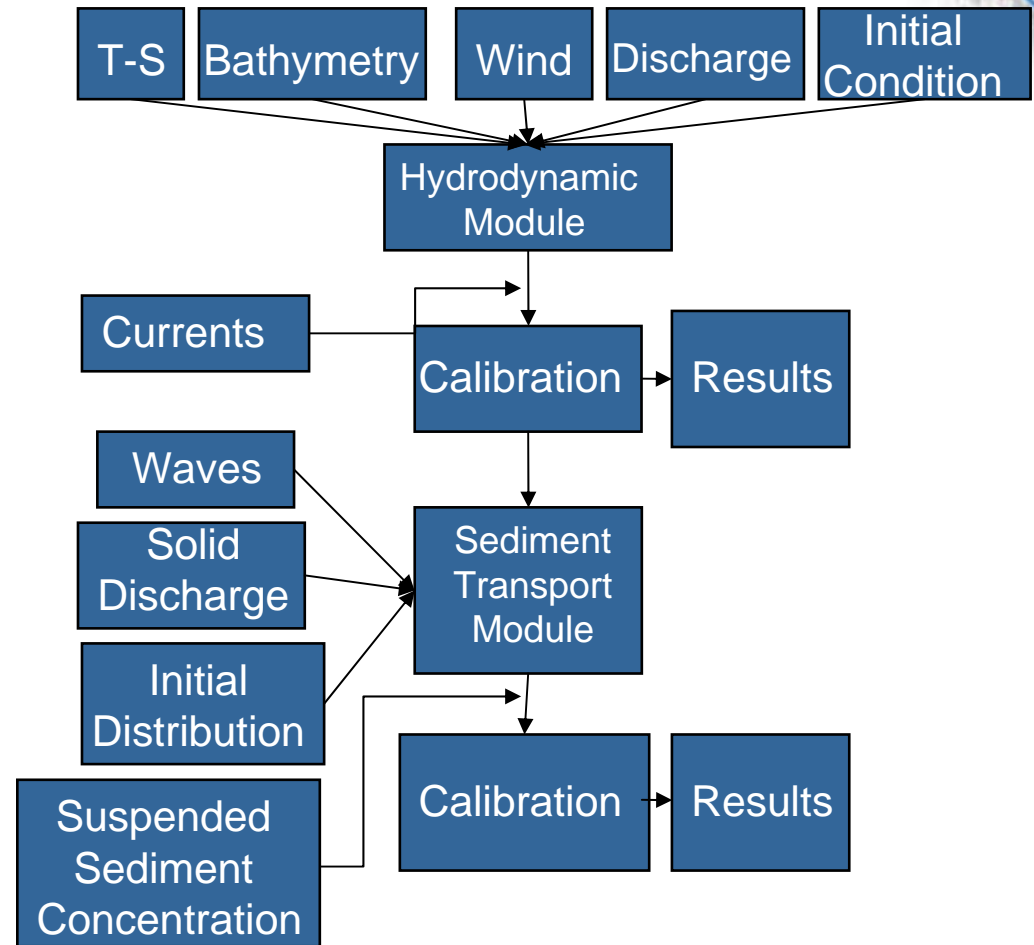 T-S
Bathymetry
Wind
Discharge
Initial
Condition
Hydrodynamic
Module
Currents
Calibration
Results
Waves
Solid
Discharge
Sediment
Transport
Module
Initial
Distribution
Calibration
Results
Suspended
Sediment
Concentration